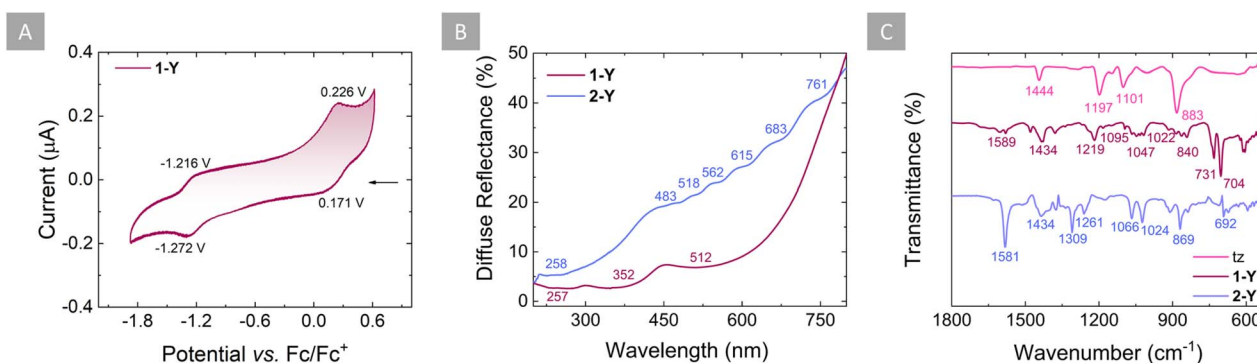 A
1-Y
0.226 V
-1.216 V
0.171 V
-1.272 V
Current (µA)
0.4
0.2
0.0
-0.2
-0.4
-1.8
-1.2
-0.6
0.0
0.6
Potential vs. Fc/Fc+
B
1-Y
2-Y
761
683
615
562
518
483
258
512
352
257
Diffuse Reflectance (%)
50
40
30
20
10
0
300
450
600
750
Wavelength (nm)
C
1444
1197
1101
883
1589
1434
1219
1095
1047
1022
840
731
704
1581
1434
1309
1261
1066
1024
869
692
tz
1-Y
2-Y
Transmittance (%)
1800
1500
1200
900
600
Wavenumber (cm-1)